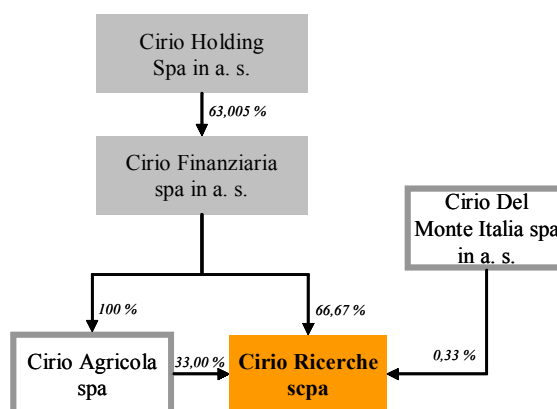 Cirio Holding
Spa in a. s.
63,005 %
Cirio Finanziaria
spa in a. s.
Cirio Del
Monte Italia spa
in a. s.
100 %
66,67 %
Cirio Agricola
spa
33,00 %
Cirio Ricerche
scpa
0,33 %